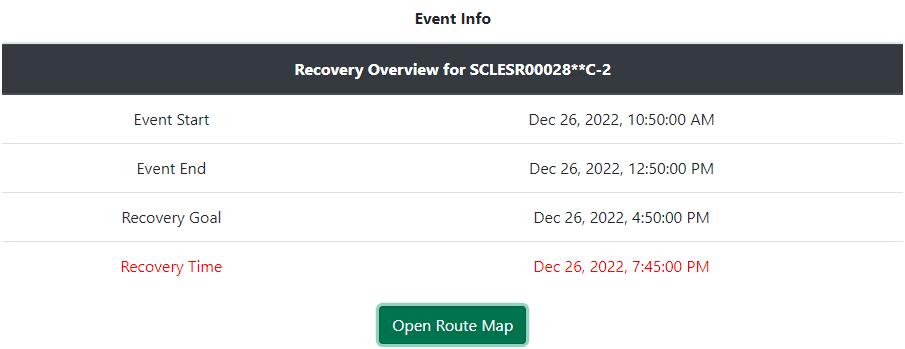 Event Info
Recovery Overview for SCLESR00028**C-2
Event Start Dec 26, 2022, 10:50:00 AM
Event End Dec 26, 2022, 12:50:00 PM
Recovery Goal Dec 26, 2022, 4:50:00 PM
Recovery Time Dec 26, 2022, 7:45:00 PM
Open Route Map